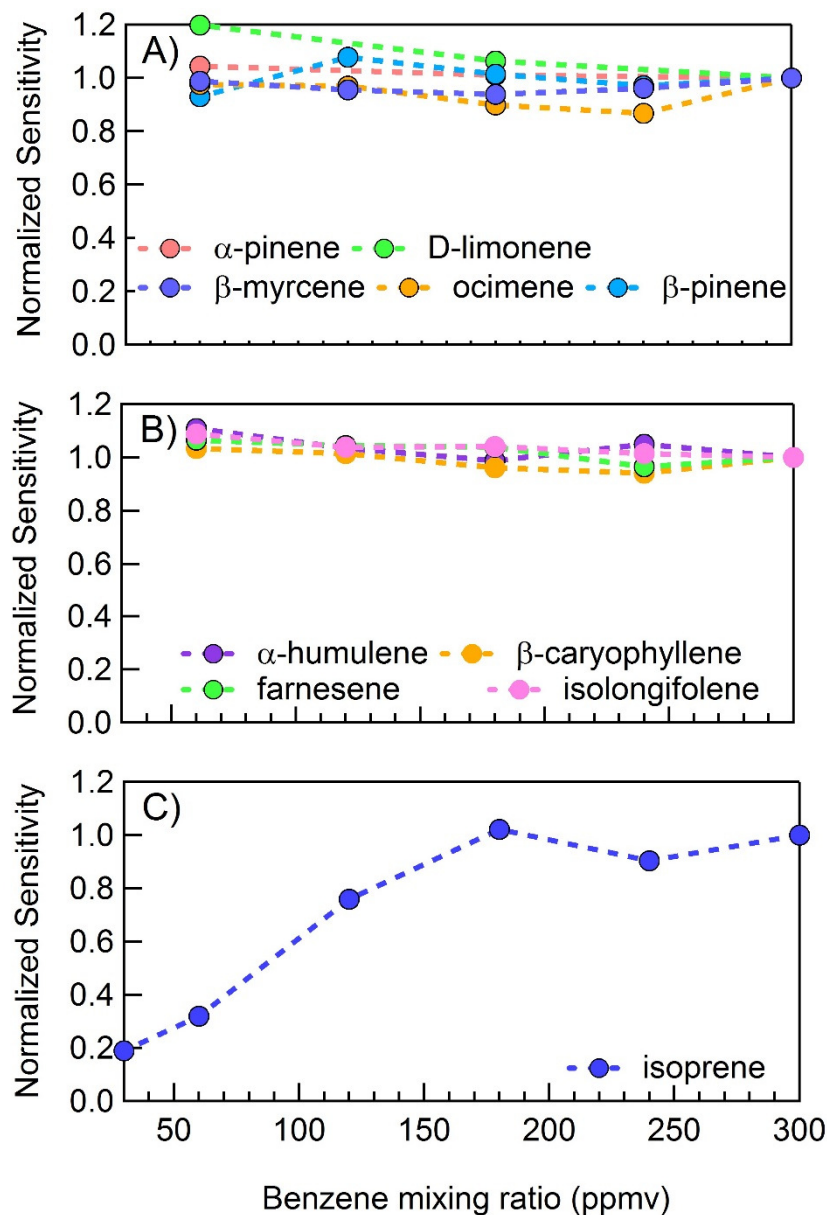 A)
1.2
1.0
0.8
0.6
0.4
0.2
0.0
Normalized Sensitivity
α-pinene D-limonene
β-myrcene ocimene β-pinene
B)
1.2
1.0
0.8
0.6
0.4
0.2
0.0
Normalized Sensitivity
α-humulene β-caryophyllene
farnesene isolongifolene
C)
1.2
1.0
0.8
0.6
0.4
0.2
0.0
Normalized Sensitivity
isoprene
50 100 150 200 250 300
Benzene mixing ratio (ppmv)